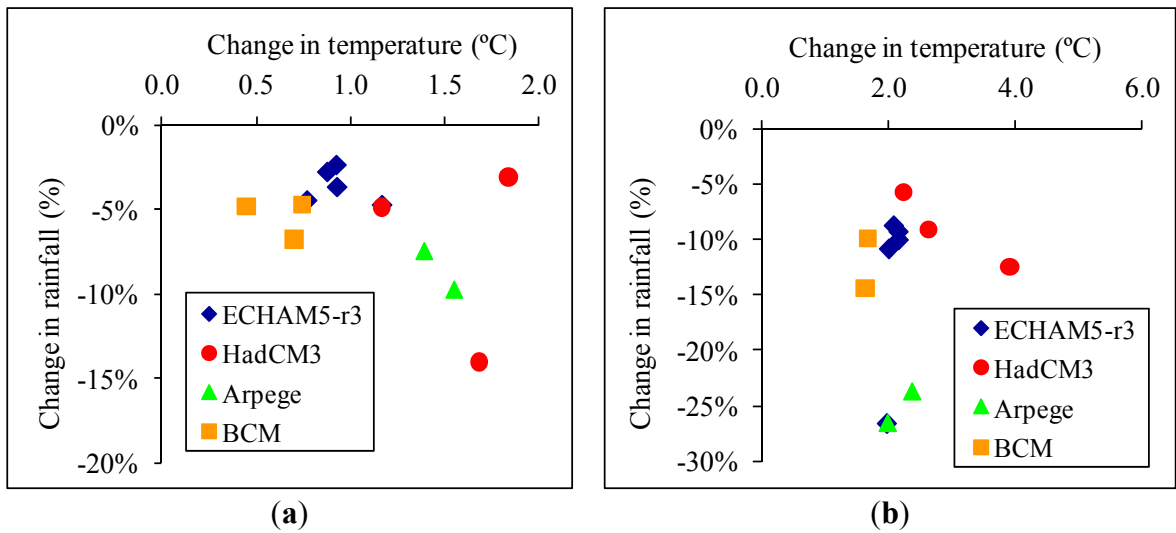 Change in temperature (ºC)
0.0 0.5 1.0 1.5 2.0
0%
-5%
-10%
-15%
-20%
Change in rainfall (%)
ECHAM5-r3
HadCM3
Arpege
BCM
(a)
Change in temperature (ºC)
0.0 2.0 4.0 6.0
0%
-5%
-10%
-15%
-20%
-25%
-30%
Change in rainfall (%)
ECHAM5-r3
HadCM3
Arpege
BCM
(b)